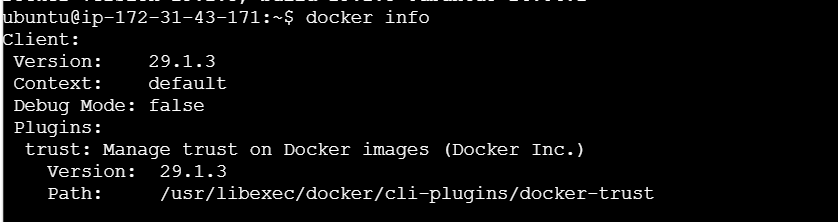 ubuntu@ip-172-31-43-171:~$ docker info
Client:
 Version:    29.1.3
 Context:    default
 Debug Mode: false
 Plugins:
  trust: Manage trust on Docker images (Docker Inc.)
    Version:  29.1.3
    Path:     /usr/libexec/docker/cli-plugins/docker-trust